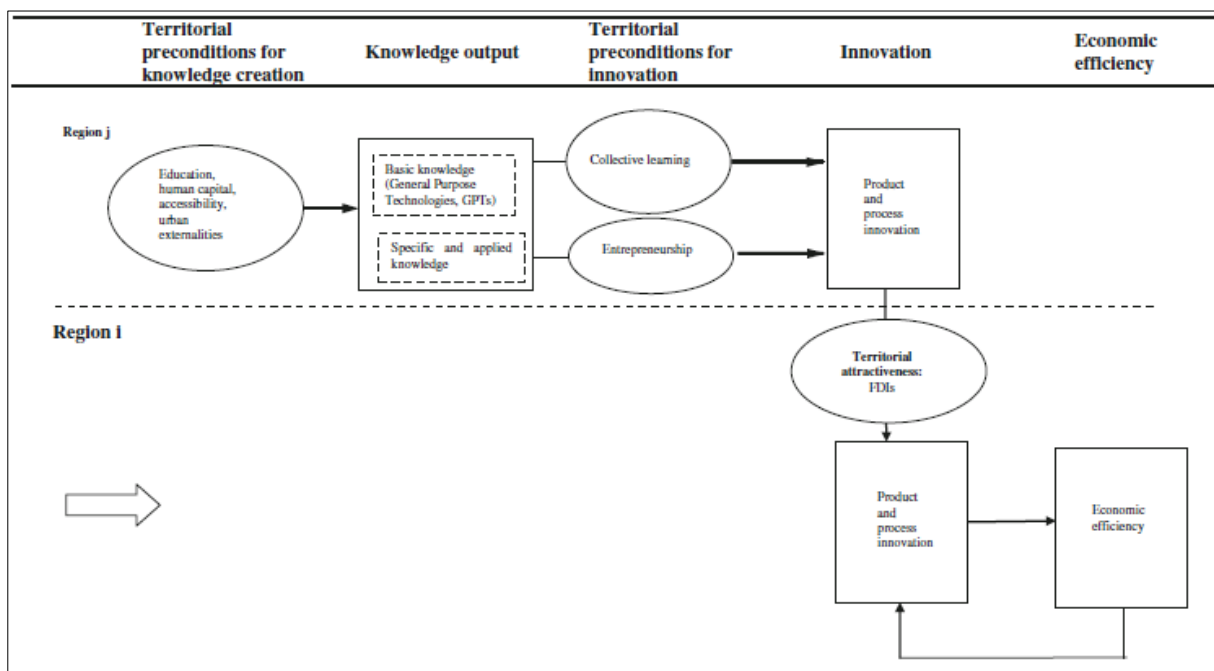 Territorial
preconditions for
knowledge creation
Knowledge output
Territorial
preconditions for
innovation
Innovation
Economic
efficiency
Region j
Education,
human capital,
accessibility,
urban
externalities
Basic knowledge
(General Purpose
Technologies, GPTs)
Specific and applied
knowledge
Collective learning
Entrepreneurship
Product
and
process
innovation
Region i
Territorial
attractiveness:
FDIs
Product
and
process
innovation
Economic
efficiency